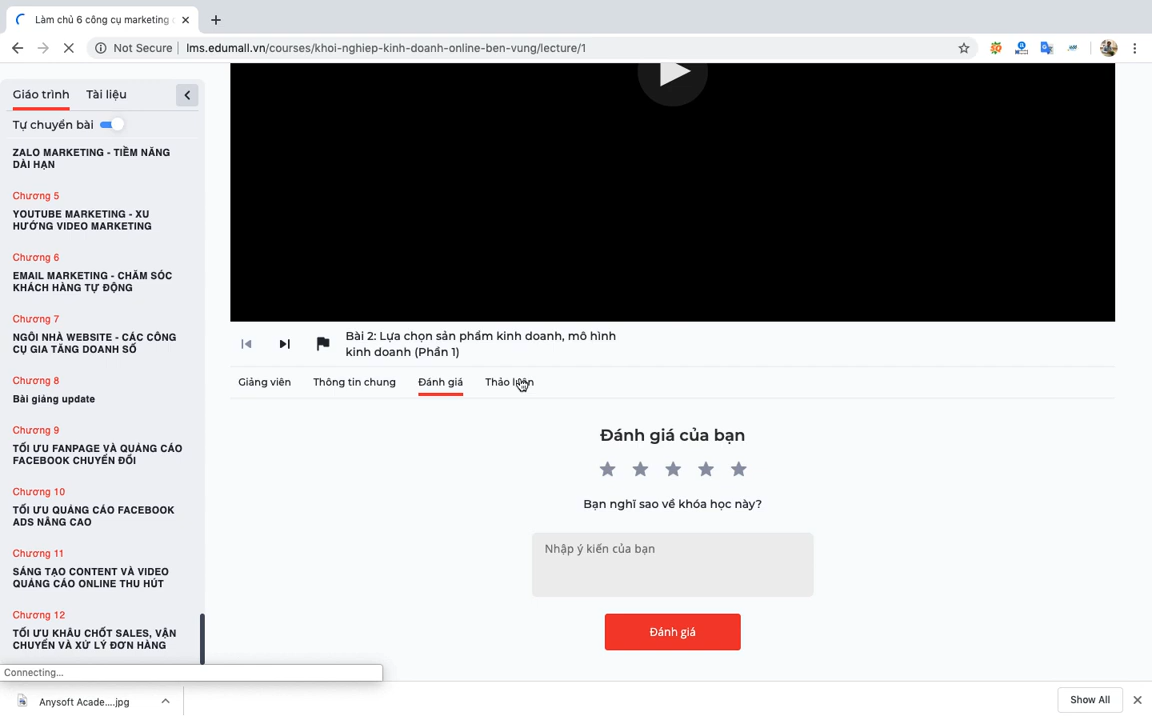 Làm chủ 6 công cụ marketing
Not Secure
lms.edumall.vn/courses/khoi-nghiep-kinh-doanh-online-ben-vung/lecture/1
Giáo trình
Tài liệu
Tự chuyển bài
ZALO MARKETING - TIỀM NĂNG
DÀI HẠN
Chương 5
YOUTUBE MARKETING - XU
HƯỚNG VIDEO MARKETING
Chương 6
EMAIL MARKETING - CHĂM SÓC
KHÁCH HÀNG TỰ ĐỘNG
Chương 7
NGÔI NHÀ WEBSITE - CÁC CÔNG
CỤ GIA TĂNG DOANH SỐ
Chương 8
Bài giảng update
Chương 9
TỐI ƯU FANPAGE VÀ QUẢNG CÁO
FACEBOOK CHUYỂN ĐỔI
Chương 10
TỐI ƯU QUẢNG CÁO FACEBOOK
ADS NÂNG CAO
Chương 11
SÁNG TẠO CONTENT VÀ VIDEO
QUẢNG CÁO ONLINE THU HÚT
Chương 12
TỐI ƯU KHÂU CHỐT SALES, VẬN
CHUYỂN VÀ XỬ LÝ ĐƠN HÀNG
Bài 2: Lựa chọn sản phẩm kinh doanh, mô hình
kinh doanh (Phần 1)
Giảng viên
Thông tin chung
Đánh giá
Thảo luận
Đánh giá của bạn
Bạn nghĩ sao về khóa học này?
Nhập ý kiến của bạn
Đánh giá
Connecting...
Anysoft Acade....jpg
Show All